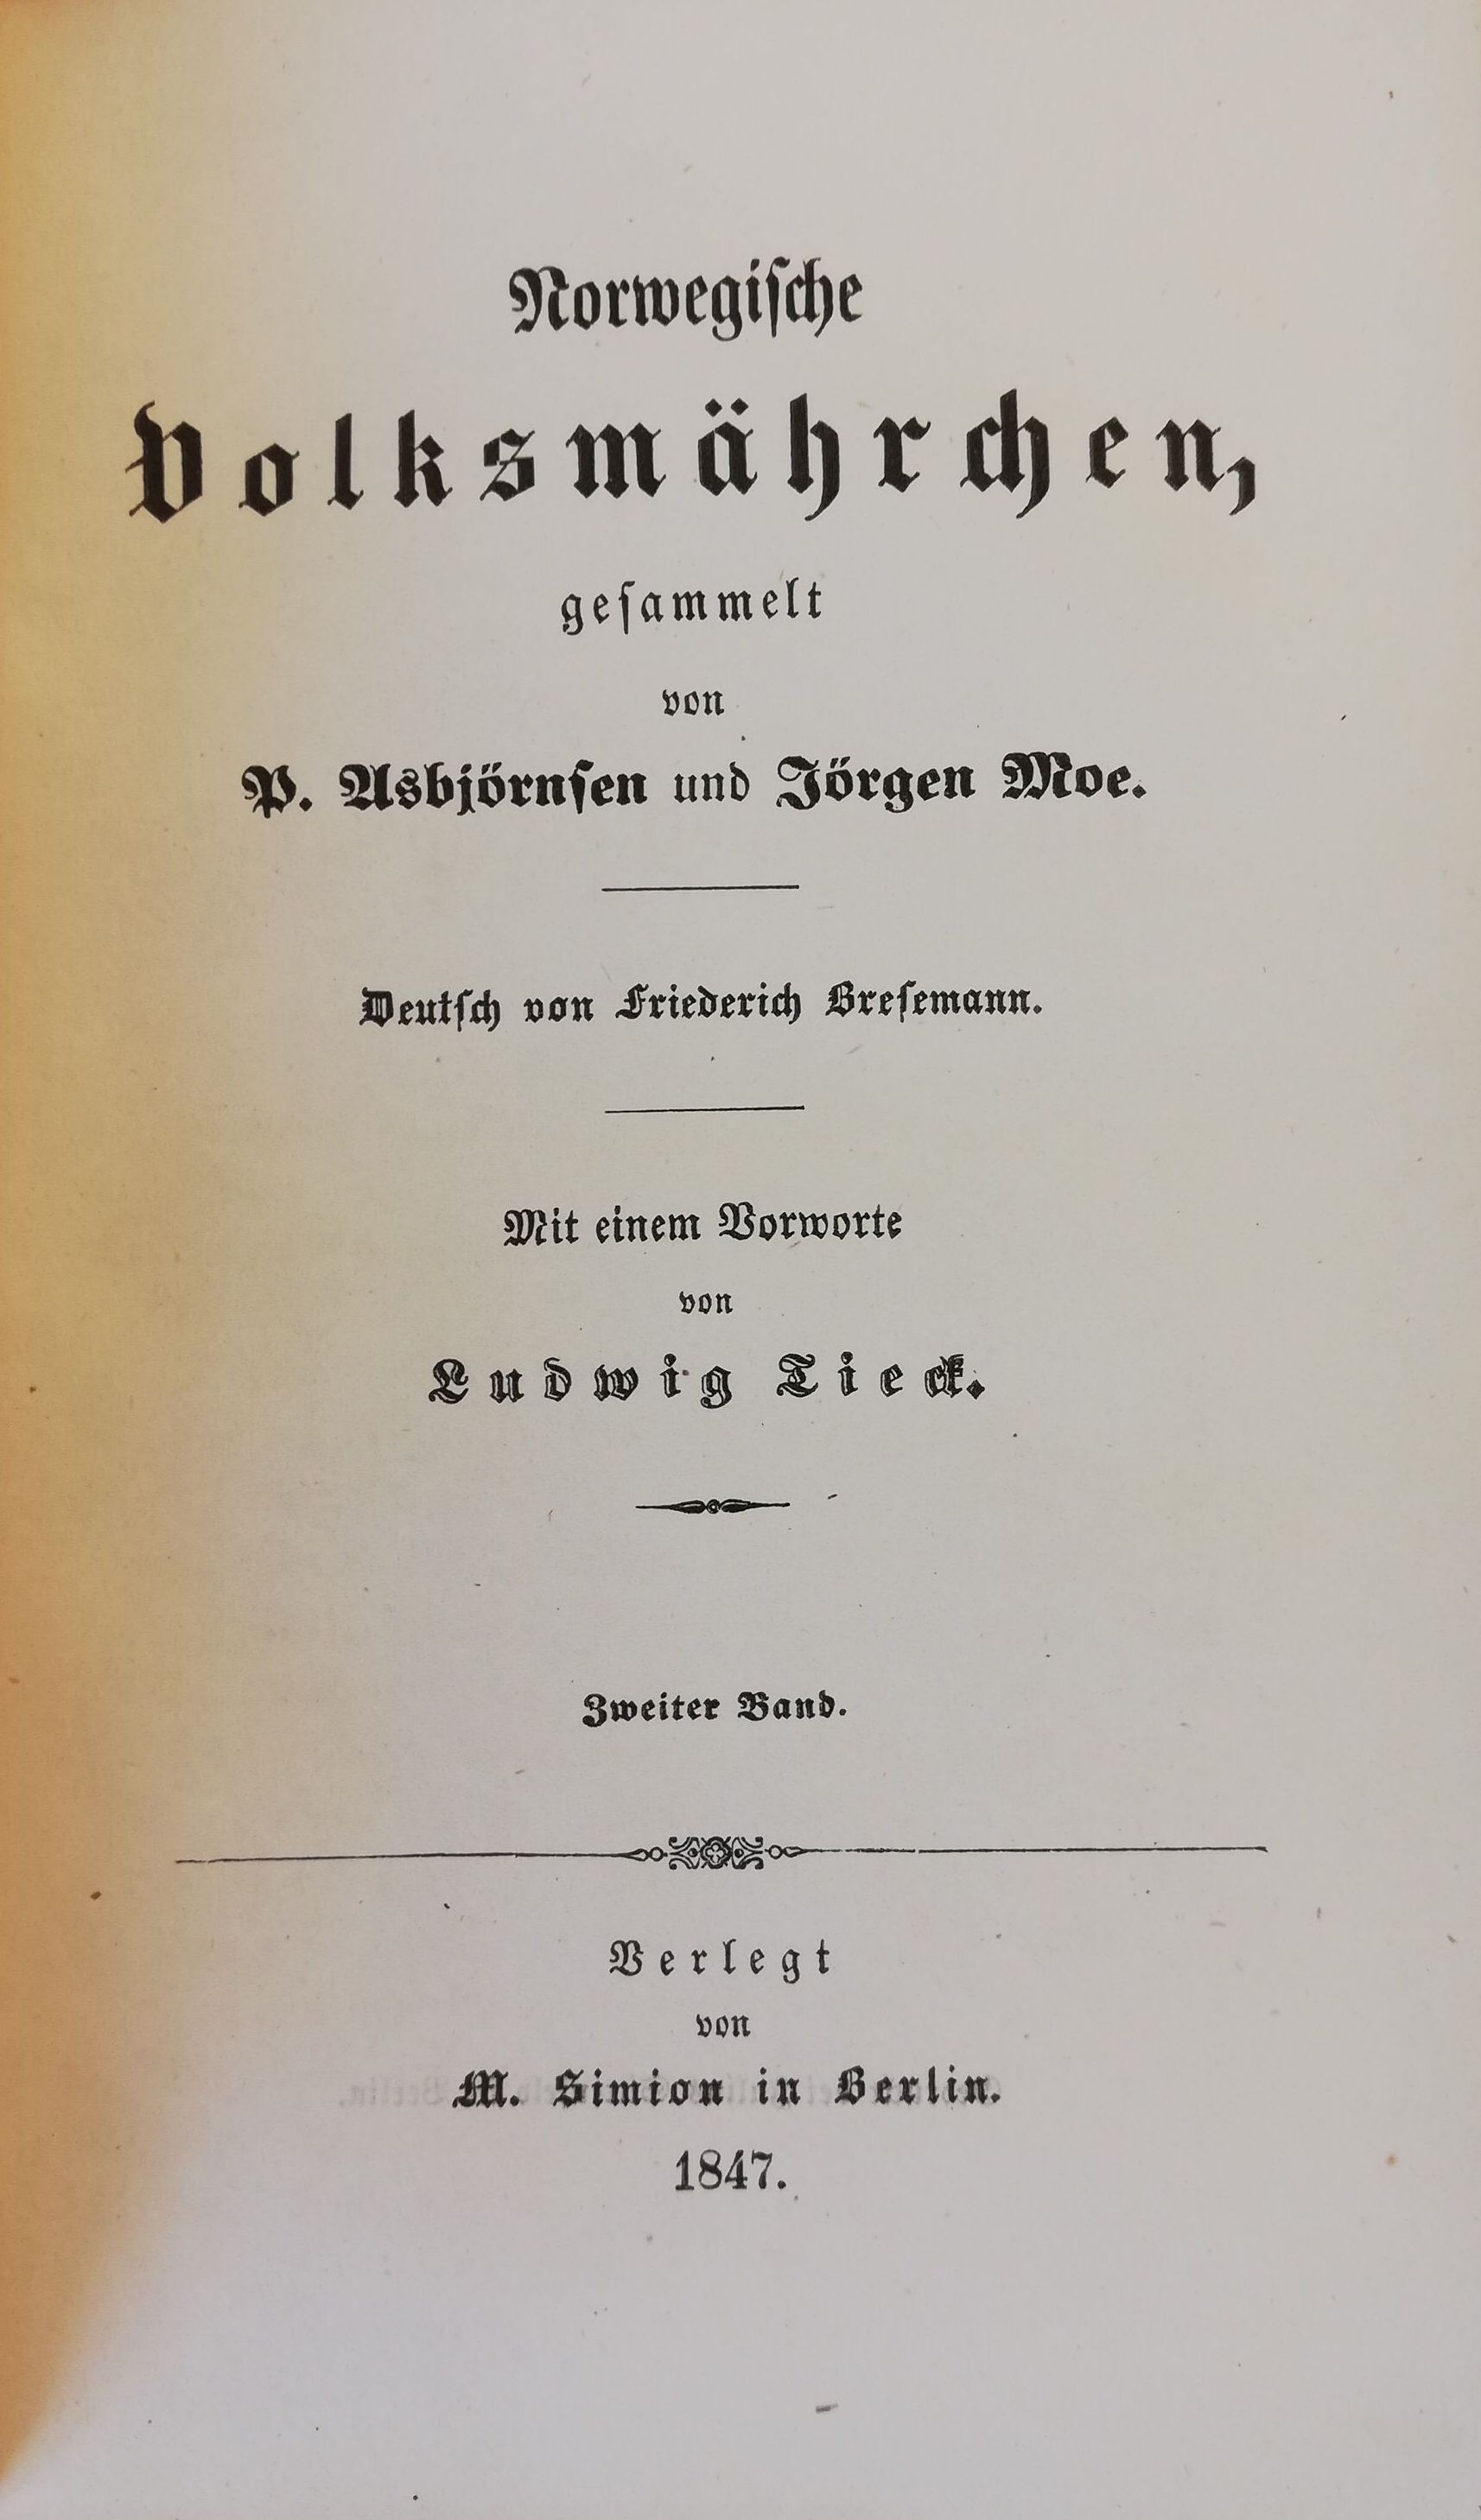 Norwegiſche
Volksmährchen,
geſammelt
von
P. Asbjörnſen und Jörgen Moe.
Deutſch von Friederich Breſemann.
Mit einem Vorworte
von
Ludwig Tieck.
Zweiter Band.
Verlegt
von
M. Simion in Berlin.
1847.